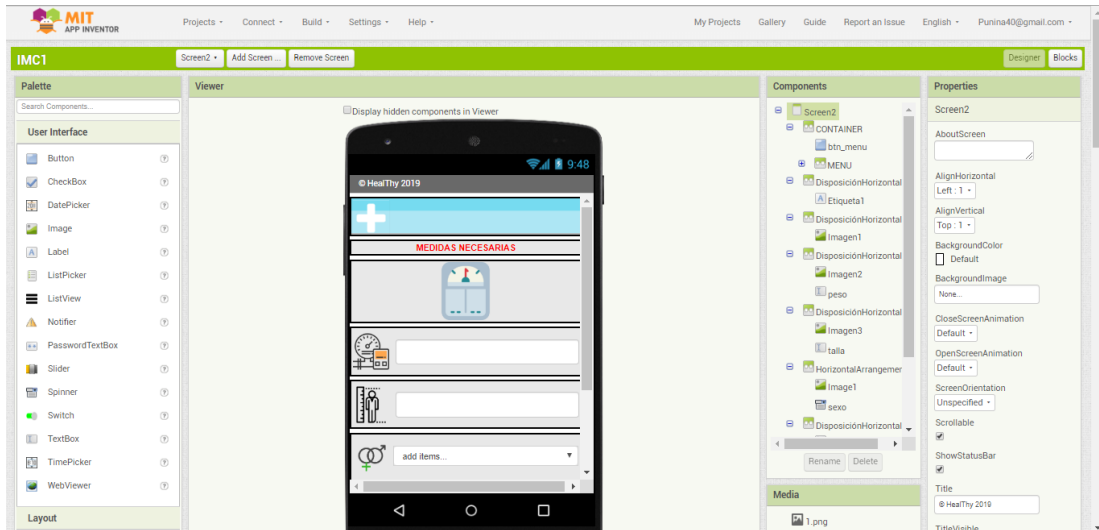 MIT
APP INVENTOR
Projects Connect Build Settings Help
My Projects Gallery Guide Report an Issue English Punina40@gmail.com
IMC1
Screen2 Add Screen ... Remove Screen
Designer Blocks
Palette
Search Components...
User Interface
Button
CheckBox
DatePicker
Image
Label
ListPicker
ListView
Notifier
PasswordTextBox
Slider
Spinner
Switch
TextBox
TimePicker
WebViewer
Layout
Viewer
Display hidden components in Viewer
9:48
© HealThy 2019
MEDIDAS NECESARIAS
add items...
Components
Screen2
CONTAINER
btn_menu
MENU
DisposiciónHorizontal
Etiqueta1
DisposiciónHorizontal
Imagen1
DisposiciónHorizontal
Imagen2
peso
DisposiciónHorizontal
Imagen3
talla
HorizontalArrangemer
Image1
sexo
DisposiciónHorizontal
Rename Delete
Media
1.png
Properties
Screen2
AboutScreen
AlignHorizontal
Left : 1
AlignVertical
Top : 1
BackgroundColor
Default
BackgroundImage
None...
CloseScreenAnimation
Default
OpenScreenAnimation
Default
ScreenOrientation
Unspecified
Scrollable
ShowStatusBar
Title
© HealThy 2019
TitleVisible